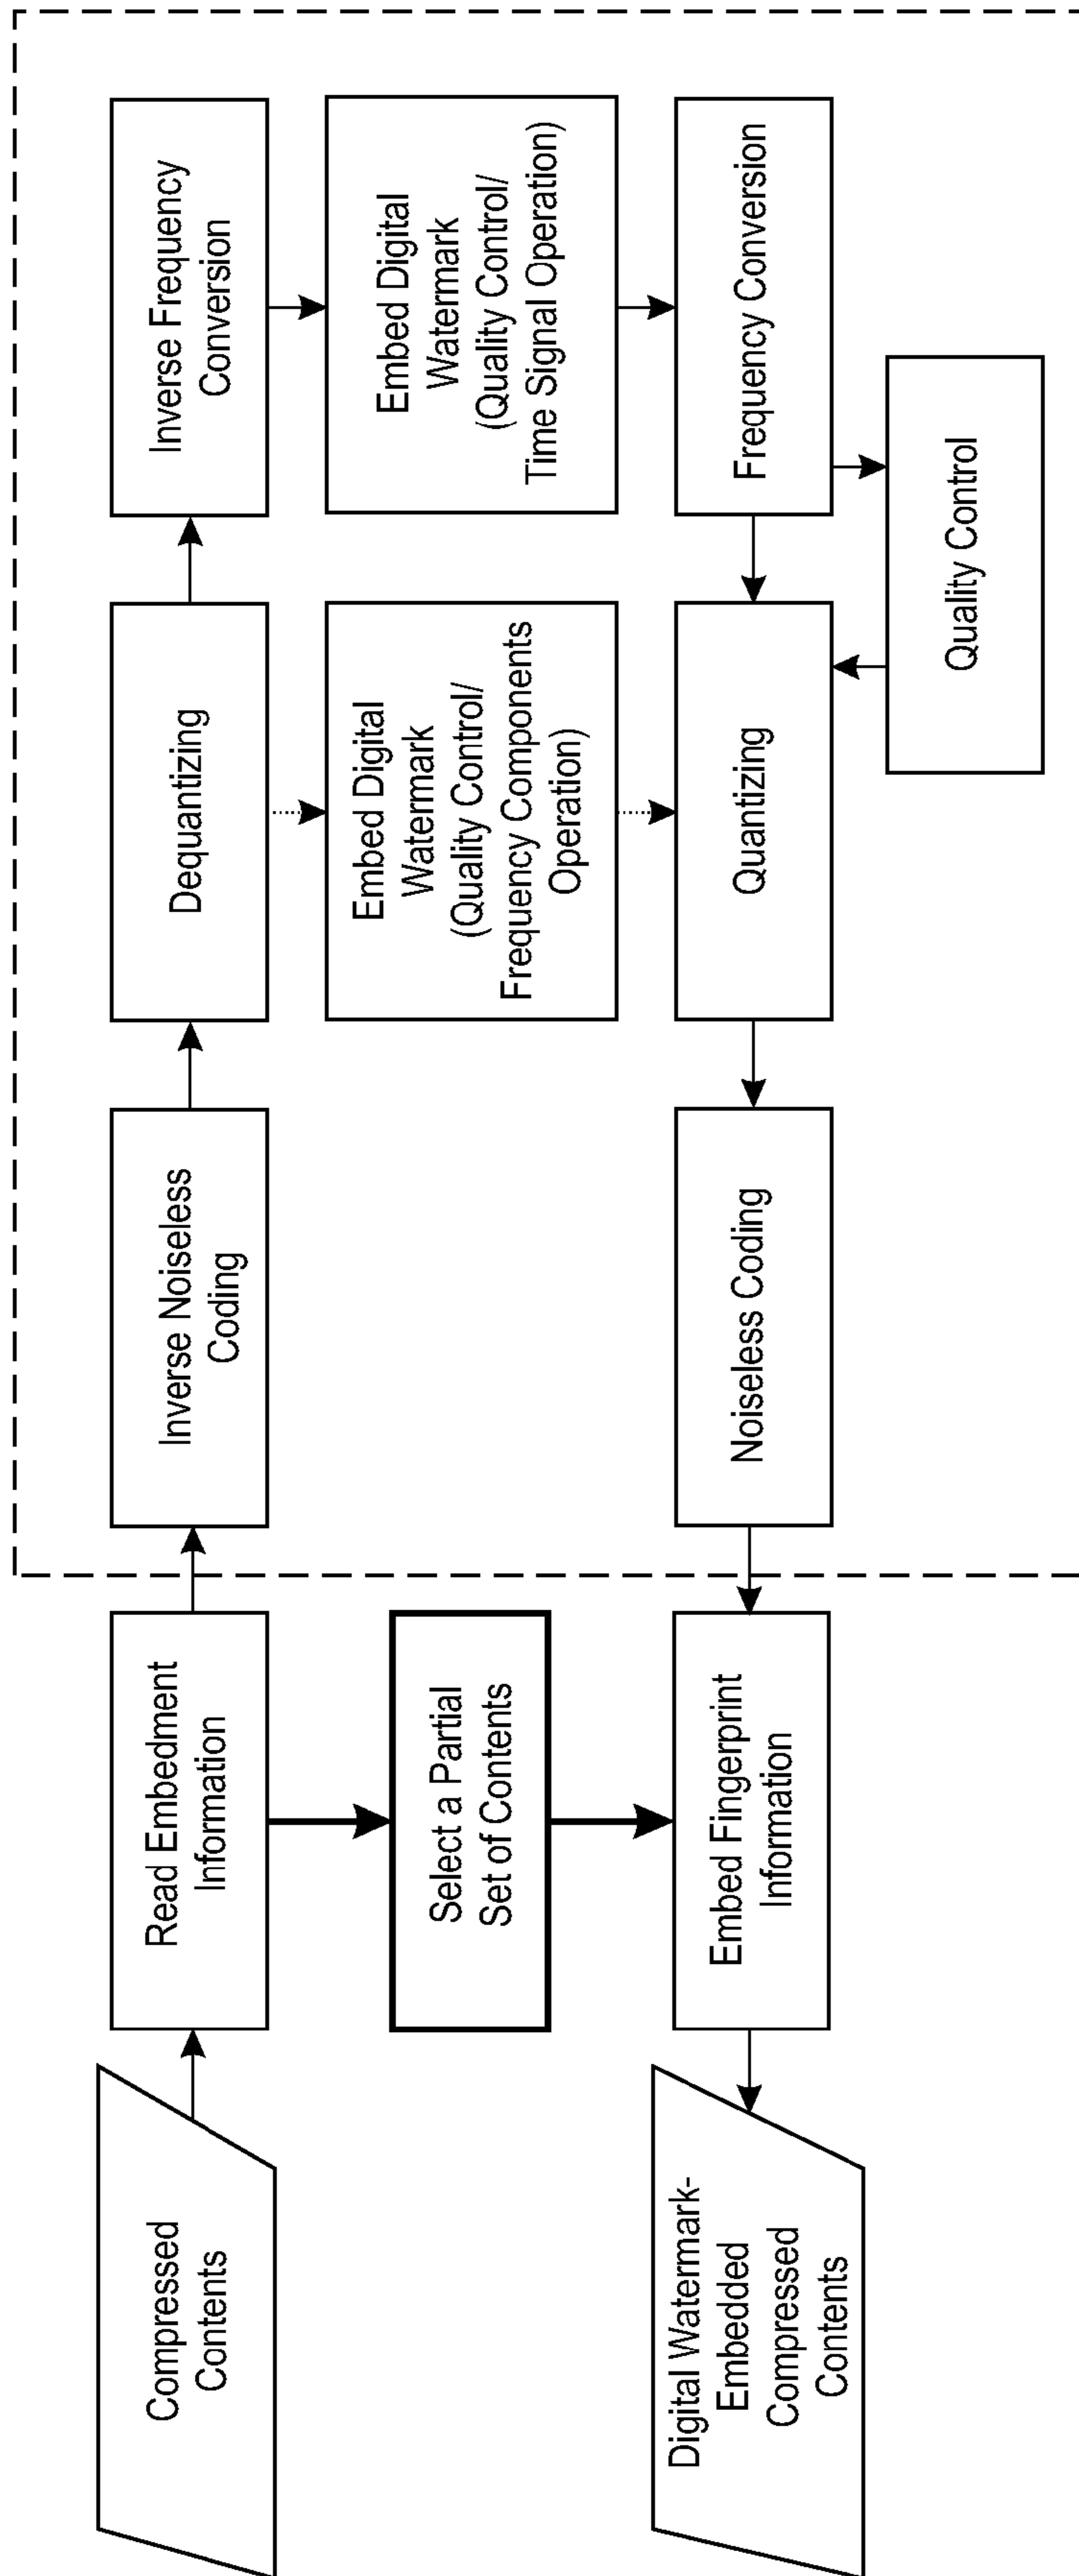 Compressed
Contents
Read Embedment
Information
Inverse Noiseless
Coding
Dequantizing
Inverse Frequency
Conversion
Select a Partial
Set of Contents
Embed Digital
Watermark
(Quality Control/
Frequency Components
Operation)
Embed Digital
Watermark
(Quality Control/
Time Signal Operation)
Digital Watermark-
Embedded
Compressed
Contents
Embed Fingerprint
Information
Noiseless Coding
Quantizing
Frequency Conversion
Quality Control